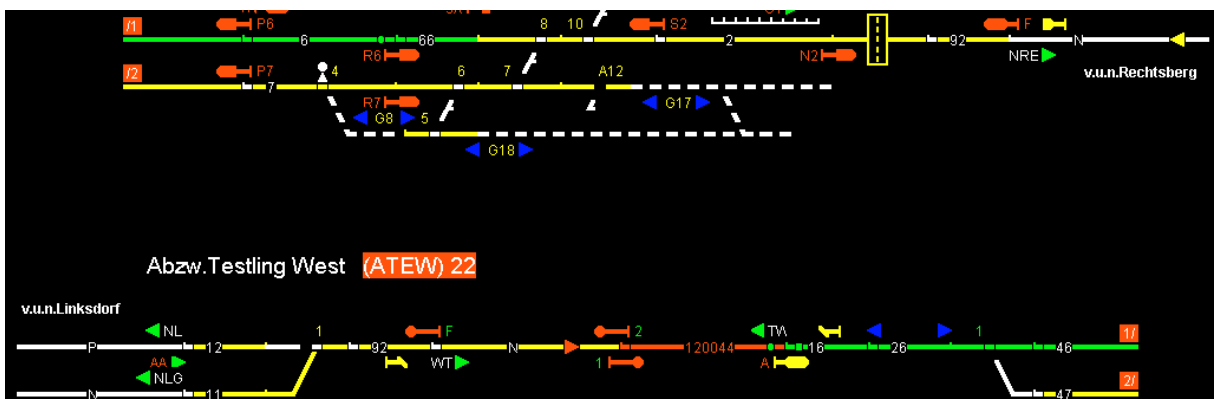 8 10
/1 P6 S2 F
6 66 2 92 N
R6 N2 NRE
v.u.n.Rechtsberg
/2 P7 4 6 7 A12
7
R7 G17
G8 5
G18
Abzw.Testling West (ATEW) 22
v.u.n.Linksdorf
NL 1 F 2 TW 1 1/
P 12 92 N 120044 16 26 46
AA WT 1 A
NLG 2/
N 11 47